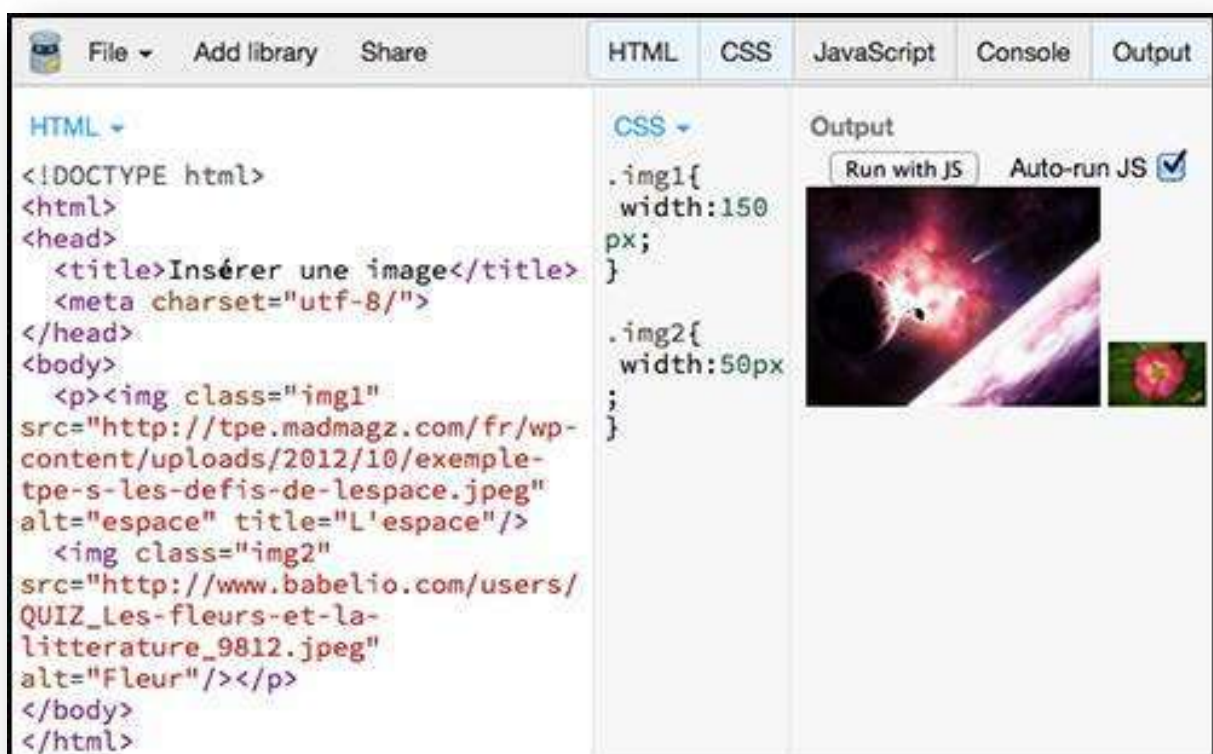 File Add library Share HTML CSS JavaScript Console Output
HTML
<!DOCTYPE html>
<html>
<head>
<title>Insérer une image</title>
<meta charset="utf-8/">
</head>
<body>
<p><img class="img1"
src="http://tpe.madmagz.com/fr/wp-
content/uploads/2012/10/exemple-
tpe-s-les-defis-de-lespace.jpeg"
alt="espace" title="L'espace"/>
<img class="img2"
src="http://www.babelio.com/users/
QUIZ_Les-fleurs-et-la-
litterature_9812.jpeg"
alt="Fleur"/></p>
</body>
</html>
CSS
.img1{
width:150
px;
}
.img2{
width:50px
;
}
Output
Run with JS Auto-run JS